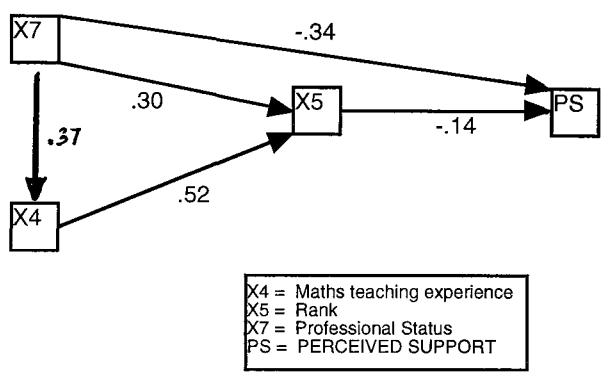 X7
-.34
.30
X5
PS
-.14
.37
.52
X4
X4 = Maths teaching experience
X5 = Rank
X7 = Professional Status
PS = PERCEIVED SUPPORT